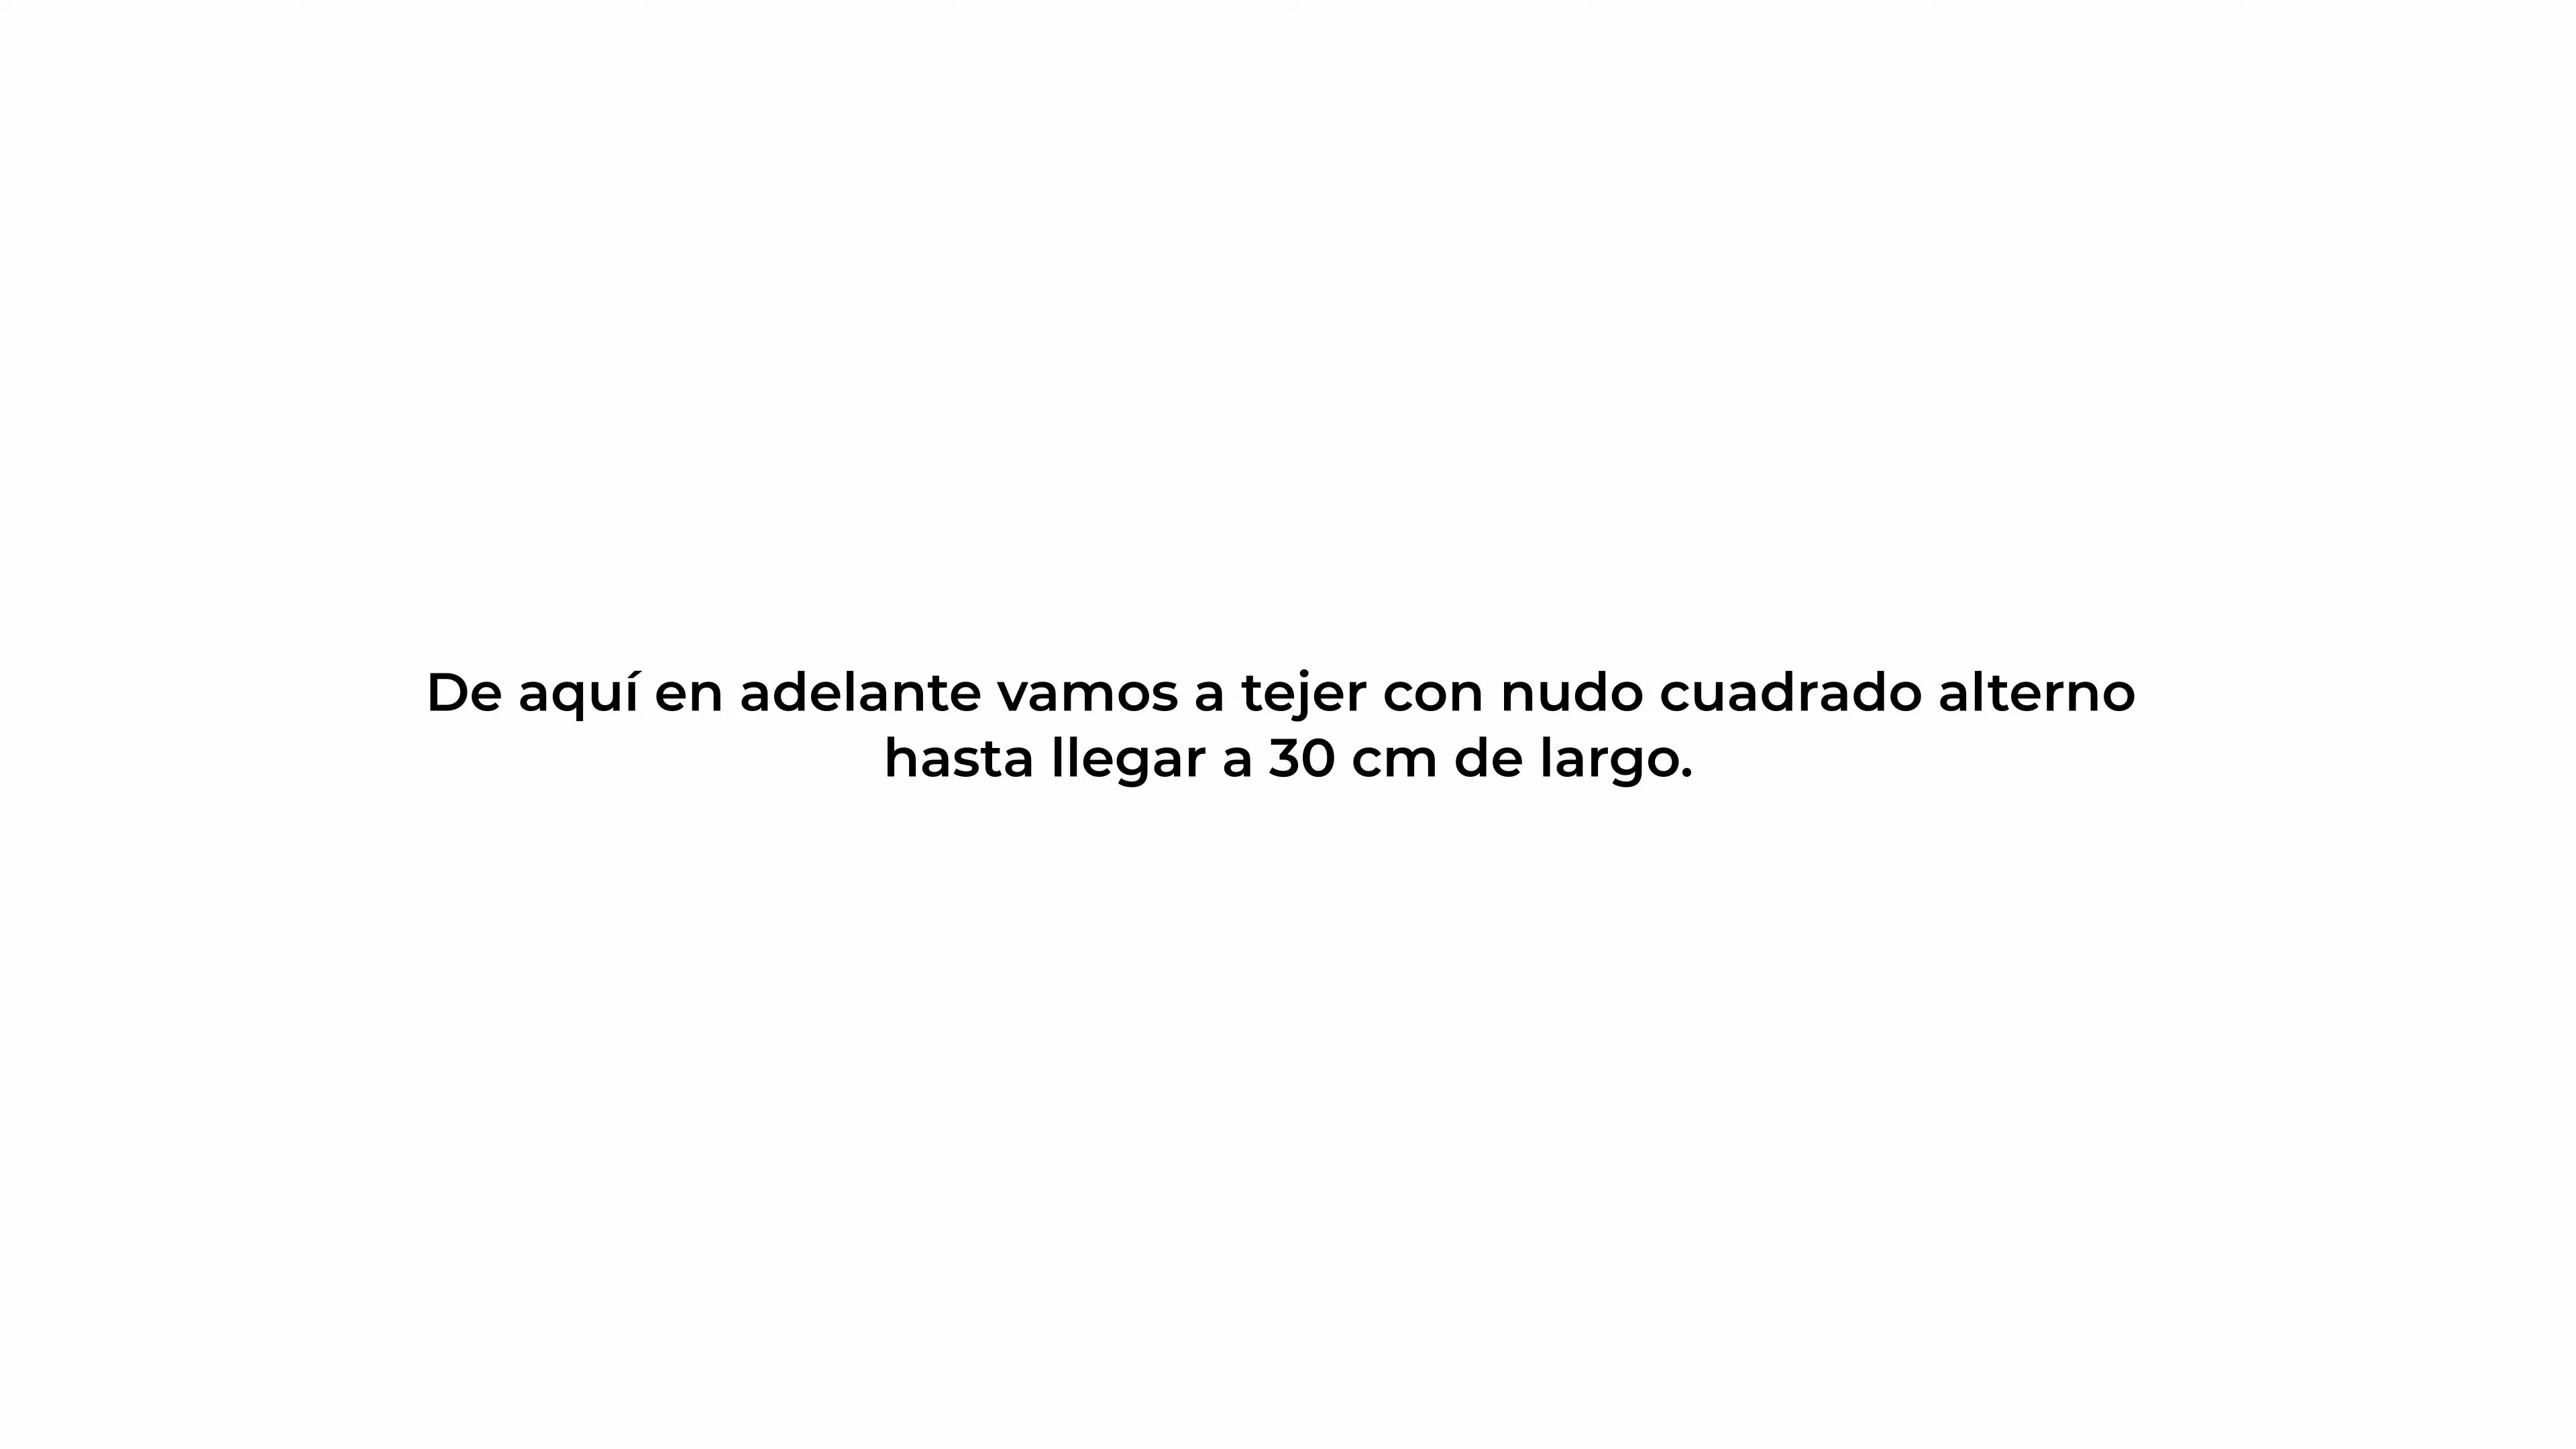 De aquí en adelante vamos a tejer con nudo cuadrado alterno
hasta llegar a 30 cm de largo.